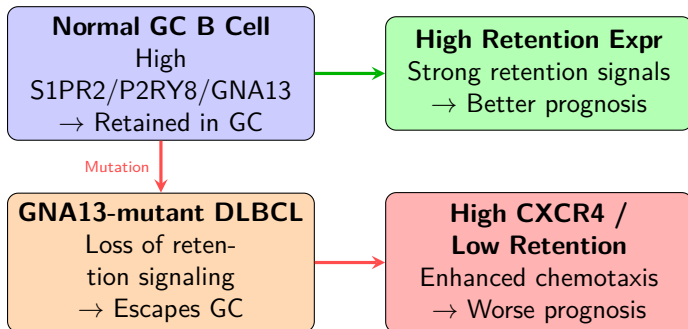 Normal GC B Cell
High
S1PR2/P2RY8/GNA13
→ Retained in GC
High Retention Expr
Strong retention signals
→ Better prognosis
Mutation
GNA13-mutant DLBCL
Loss of reten-
tion signaling
→ Escapes GC
High CXCR4 /
Low Retention
Enhanced chemotaxis
→ Worse prognosis